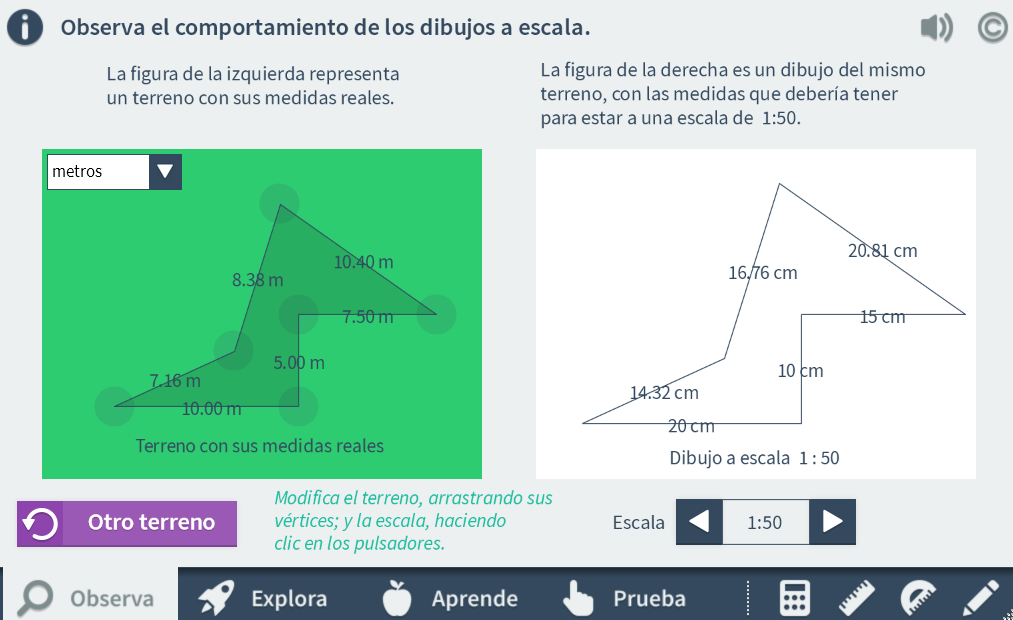 Observa el comportamiento de los dibujos a escala.
La figura de la izquierda representa
un terreno con sus medidas reales.
La figura de la derecha es un dibujo del mismo
terreno, con las medidas que debería tener
para estar a una escala de 1:50.
metros
10.40 m
8.38 m
7.50 m
5.00 m
7.16 m
10.00 m
Terreno con sus medidas reales
20.81 cm
16.76 cm
15 cm
10 cm
14.32 cm
20 cm
Dibujo a escala 1 : 50
Otro terreno
Modifica el terreno, arrastrando sus
vértices; y la escala, haciendo
clic en los pulsadores.
Escala
1:50
Observa
Explora
Aprende
Prueba